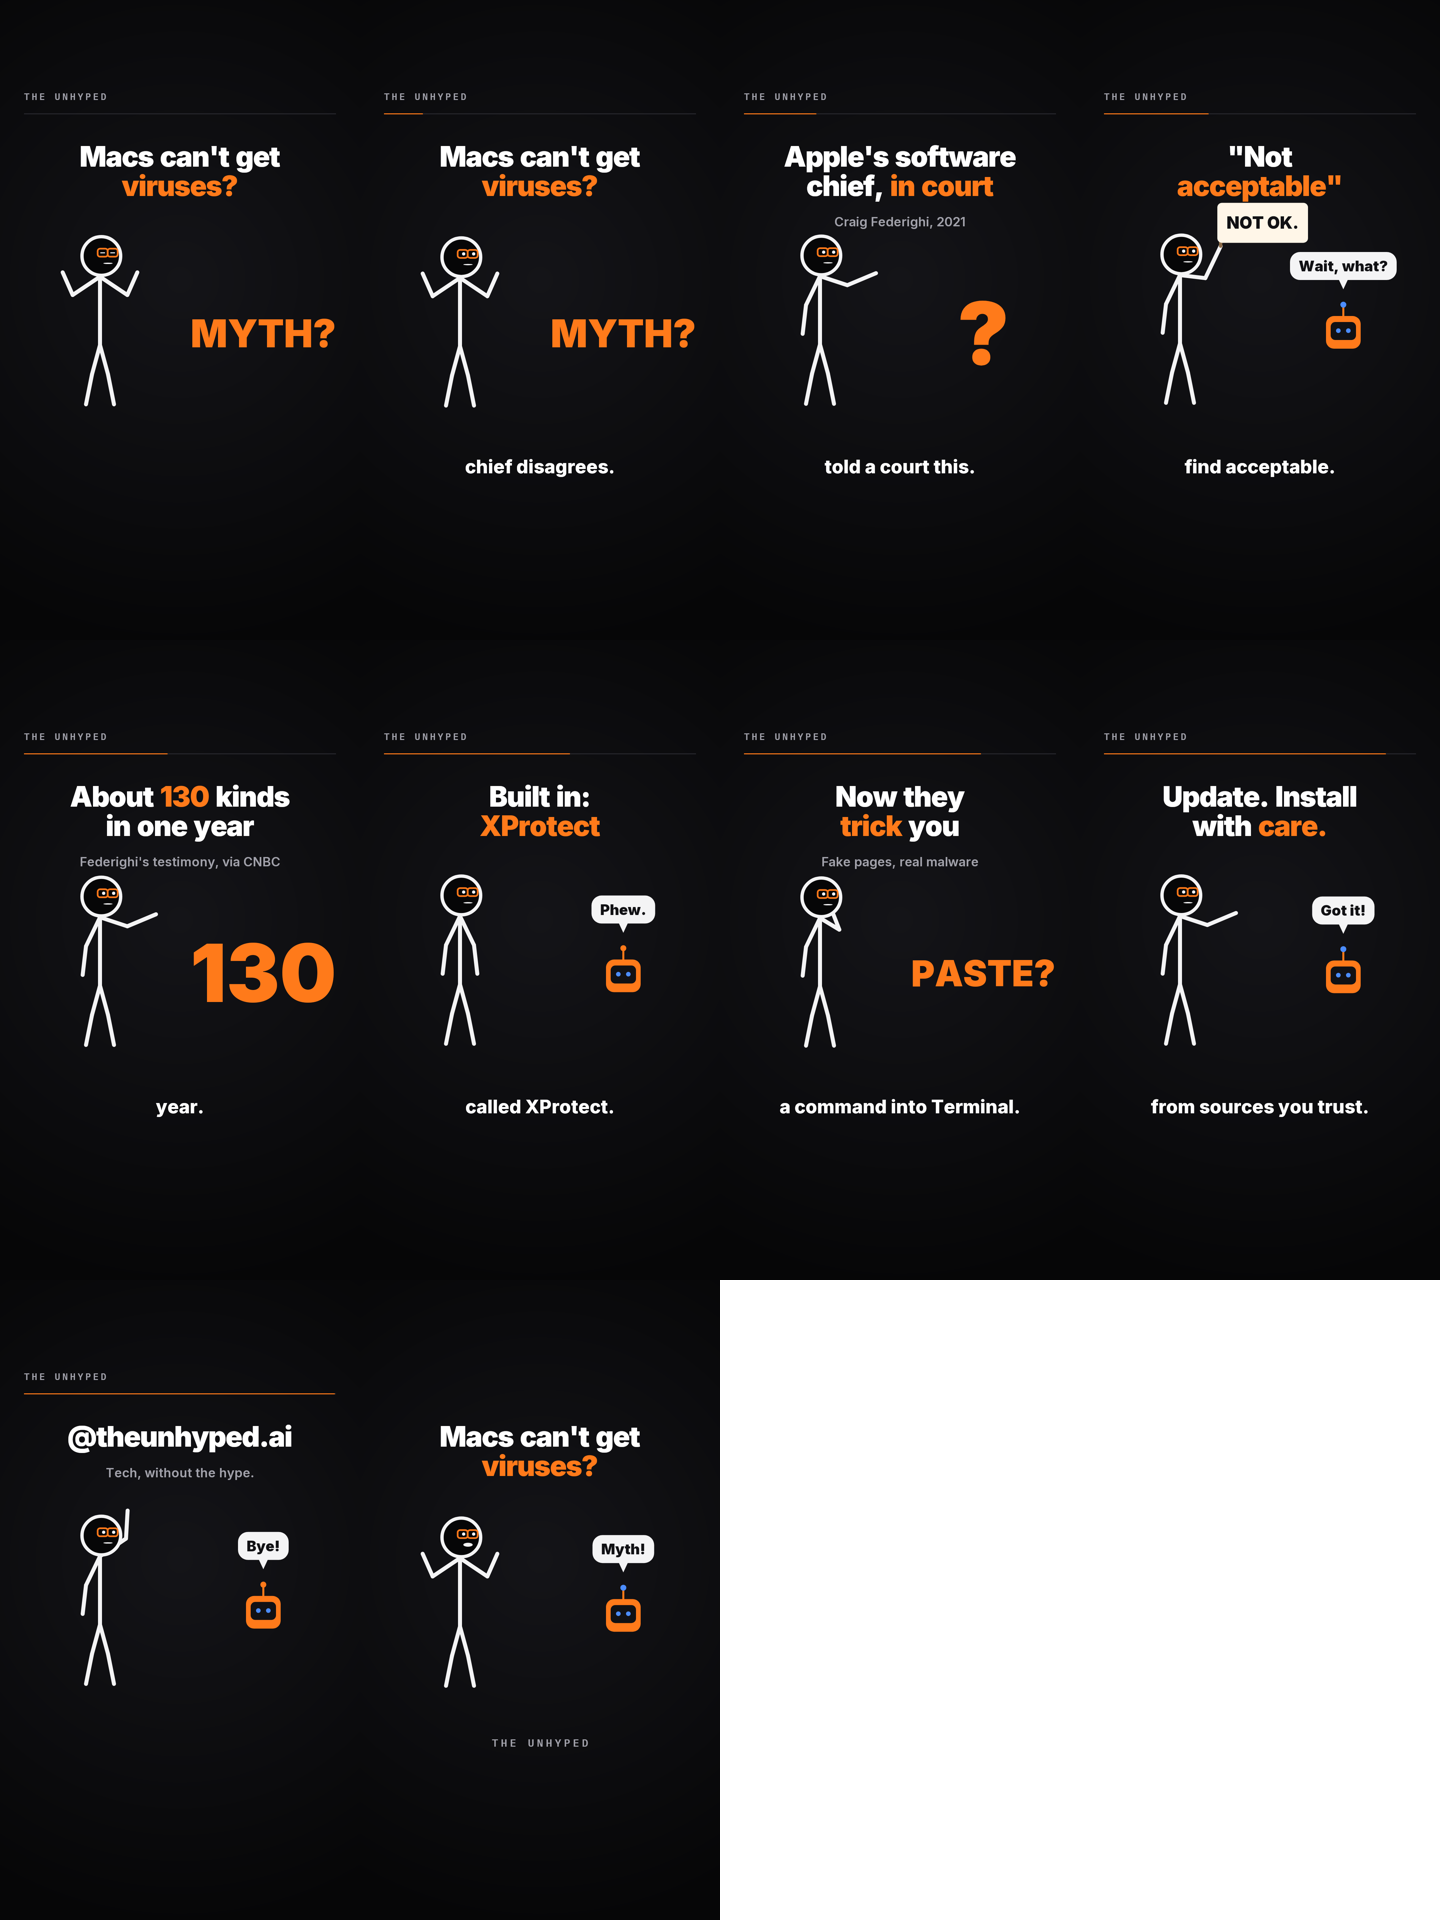 THE UNHYPED
Macs can't get
viruses?
MYTH?
THE UNHYPED
Macs can't get
viruses?
MYTH?
chief disagrees.
THE UNHYPED
Apple's software
chief, in court
Craig Federighi, 2021
?
told a court this.
THE UNHYPED
"Not
acceptable"
NOT OK.
Wait, what?
find acceptable.
THE UNHYPED
About 130 kinds
in one year
Federighi's testimony, via CNBC
130
year.
THE UNHYPED
Built in:
XProtect
Phew.
called XProtect.
THE UNHYPED
Now they
trick you
Fake pages, real malware
PASTE?
a command into Terminal.
THE UNHYPED
Update. Install
with care.
Got it!
from sources you trust.
THE UNHYPED
@theunhyped.ai
Tech, without the hype.
Bye!
Macs can't get
viruses?
Myth!
THE UNHYPED